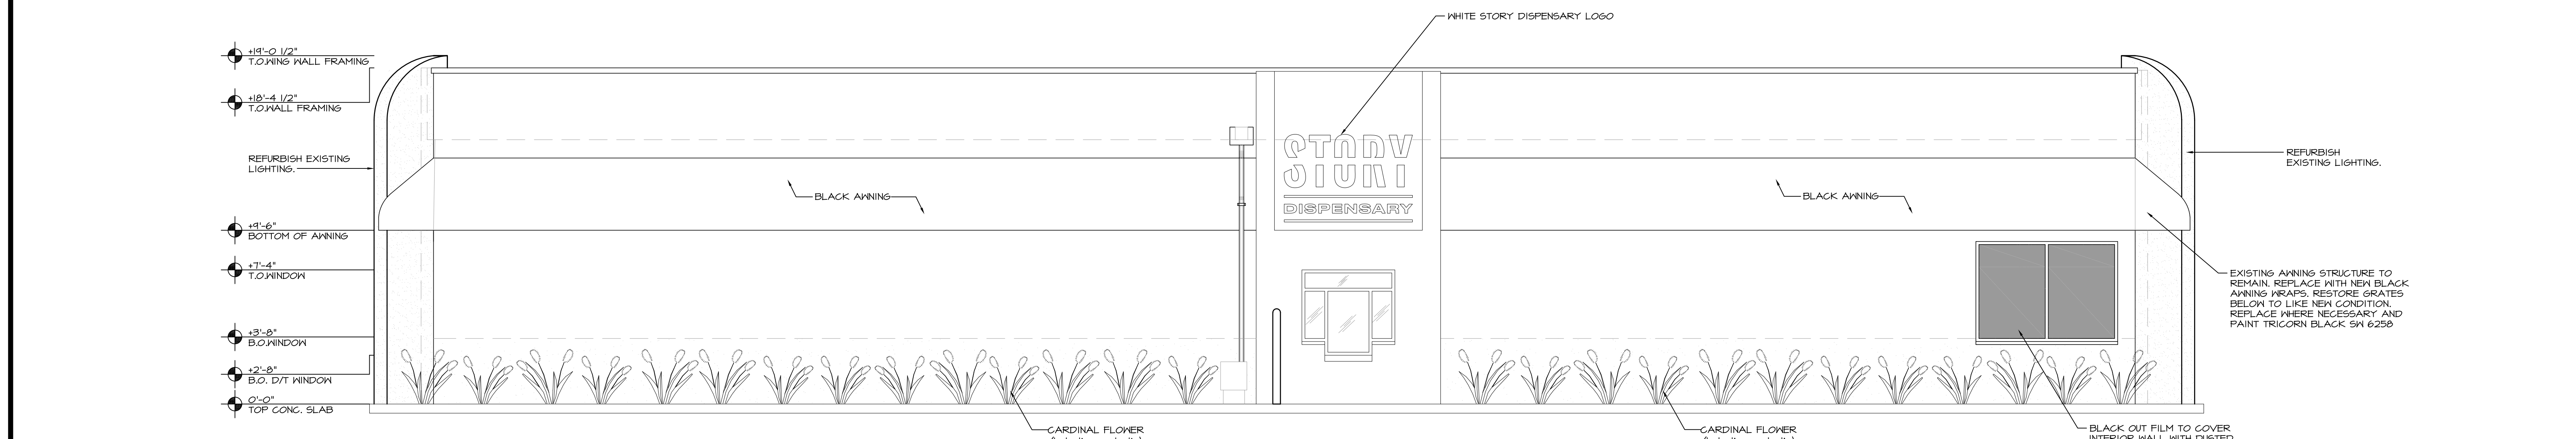 WHITE STORY DISPENSARY LOGO
+19'-0 1/2"
T.O.WING WALL FRAMING
+18'-4 1/2"
T.O.WALL FRAMING
REFURBISH EXISTING
LIGHTING.
+9'-6"
BOTTOM OF AWNING
+7'-4"
T.O.WINDOW
+3'-8"
B.O.WINDOW
+2'-8"
B.O. D/T WINDOW
0'-0"
TOP CONC. SLAB
BLACK AWNING
STORY
DISPENSARY
BLACK AWNING
REFURBISH
EXISTING LIGHTING.
EXISTING AWNING STRUCTURE TO
REMAIN. REPLACE WITH NEW BLACK
AWNING WRAPS. RESTORE GRATES
BELOW TO LIKE NEW CONDITION.
REPLACE WHERE NECESSARY AND
PAINT TRICORN BLACK SW 6258
CARDINAL FLOWER
CARDINAL FLOWER
BLACK OUT FILM TO COVER
INTERIOR WALL WITH